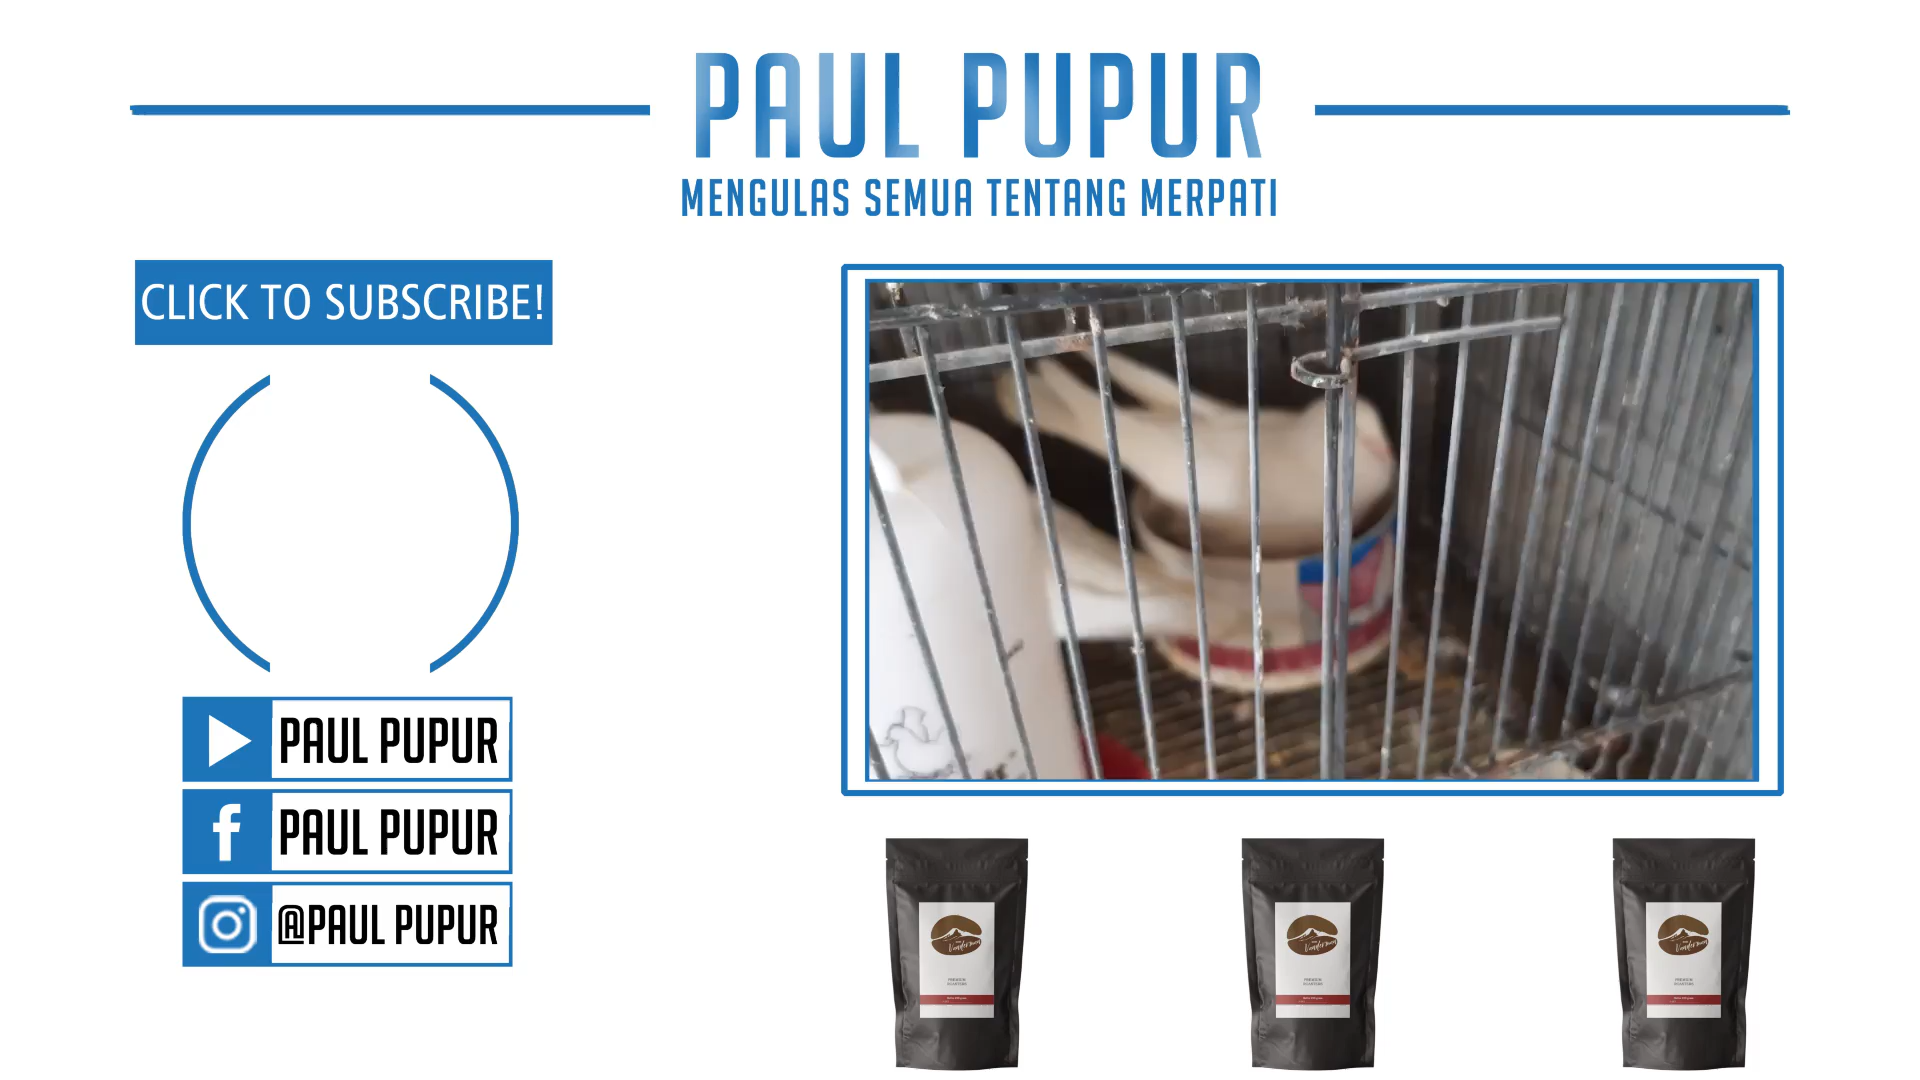 PAUL PUPUR
MENGULAS SEMUA TENTANG MERPATI
CLICK TO SUBSCRIBE!
PAUL PUPUR
PAUL PUPUR
@PAUL PUPUR